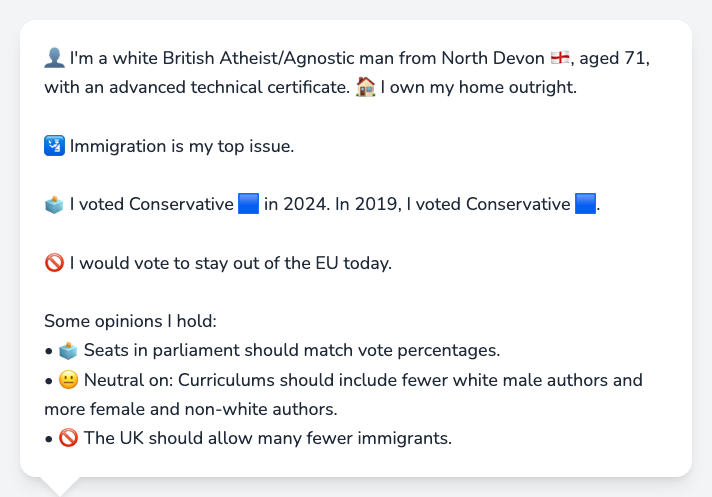 👤 I'm a white British Atheist/Agnostic man from North Devon 🏴󠁧󠁢󠁥󠁮󠁧󠁿, aged 71,
with an advanced technical certificate. 🏠 I own my home outright.
🛂 Immigration is my top issue.
🗳️ I voted Conservative 🟦 in 2024. In 2019, I voted Conservative 🟦.
🚫 I would vote to stay out of the EU today.
Some opinions I hold:
• 🗳️ Seats in parliament should match vote percentages.
• 😐 Neutral on: Curriculums should include fewer white male authors and
more female and non-white authors.
• 🚫 The UK should allow many fewer immigrants.